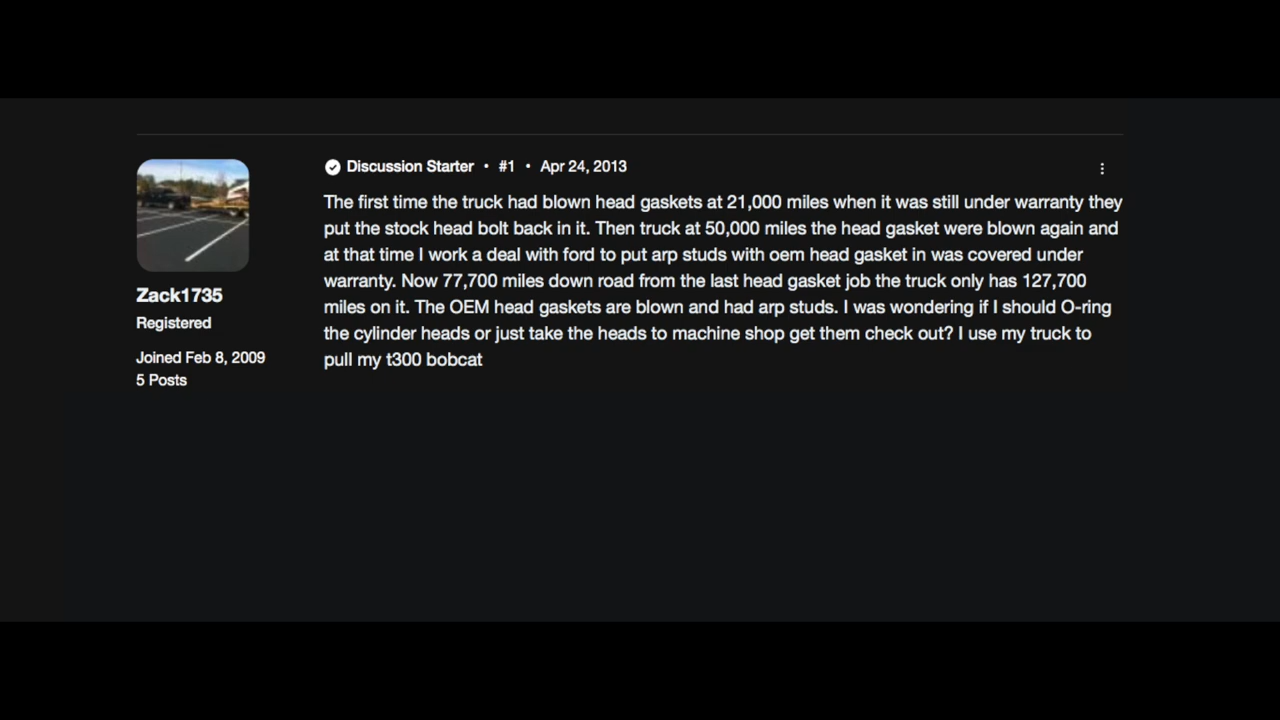 Discussion Starter • #1 • Apr 24, 2013
The first time the truck had blown head gaskets at 21,000 miles when it was still under warranty they
put the stock head bolt back in it. Then truck at 50,000 miles the head gasket were blown again and
at that time I work a deal with ford to put arp studs with oem head gasket in was covered under
warranty. Now 77,700 miles down road from the last head gasket job the truck only has 127,700
miles on it. The OEM head gaskets are blown and had arp studs. I was wondering if I should O-ring
the cylinder heads or just take the heads to machine shop get them check out? I use my truck to
pull my t300 bobcat
Zack1735
Registered
Joined Feb 8, 2009
5 Posts